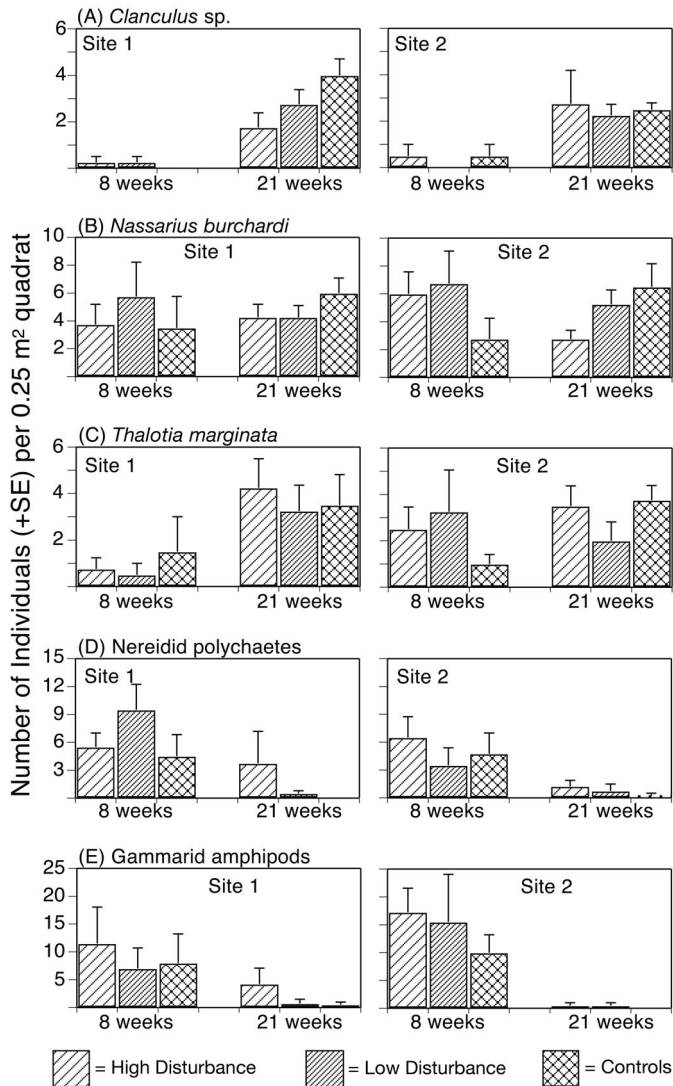 (A) Clanculus sp.
6
4
2
Site 1
Site 2
8 weeks
21 weeks
8 weeks
21 weeks
(B) Nassarius burchardi
10
8
6
4
2
Site 1
Site 2
8 weeks
21 weeks
8 weeks
21 weeks
(C) Thalotia marginata
6
4
2
Site 1
Site 2
8 weeks
21 weeks
8 weeks
21 weeks
(D) Nereidid polychaetes
15
12
9
6
3
Site 1
Site 2
8 weeks
21 weeks
8 weeks
21 weeks
(E) Gammarid amphipods
25
20
15
10
5
Site 1
Site 2
8 weeks
21 weeks
8 weeks
21 weeks
Number of Individuals (+SE) per 0.25 m² quadrat
= High Disturbance
= Low Disturbance
= Controls